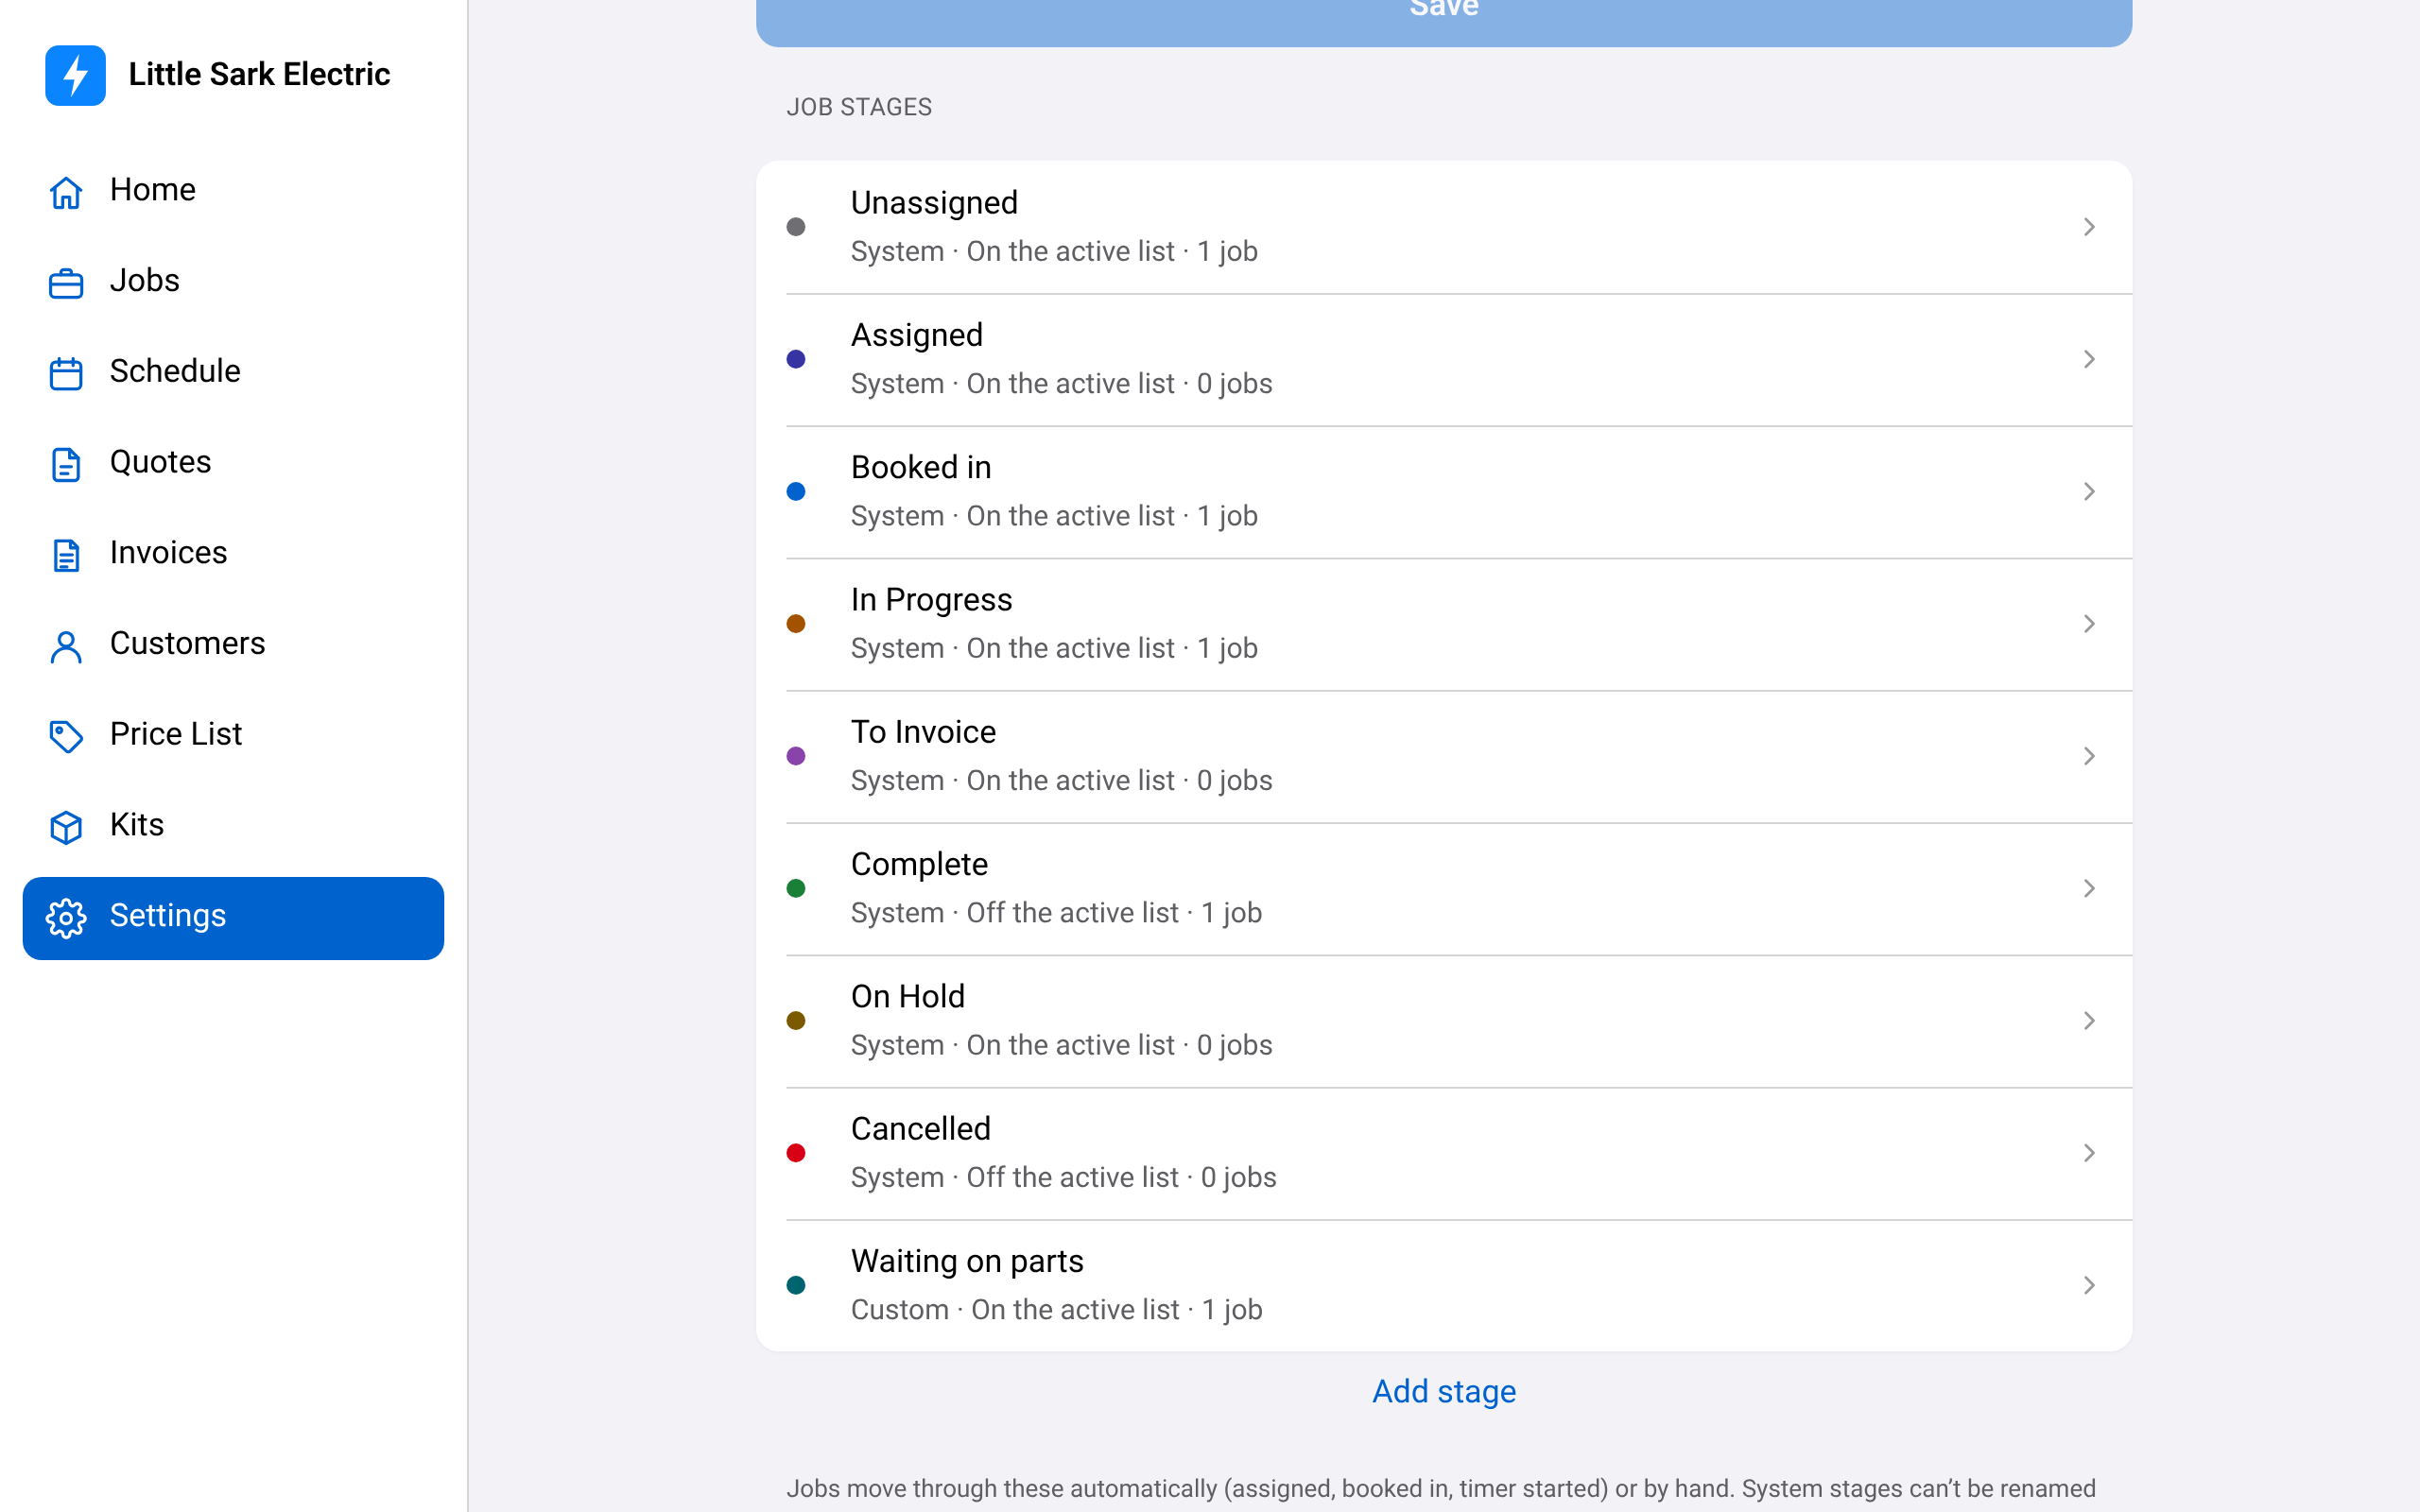 Little Sark Electric
Home
Jobs
Schedule
Quotes
Invoices
Customers
Price List
Kits
Settings
Save
JOB STAGES
Unassigned
System · On the active list · 1 job
Assigned
System · On the active list · 0 jobs
Booked in
System · On the active list · 1 job
In Progress
System · On the active list · 1 job
To Invoice
System · On the active list · 0 jobs
Complete
System · Off the active list · 1 job
On Hold
System · On the active list · 0 jobs
Cancelled
System · Off the active list · 0 jobs
Waiting on parts
Custom · On the active list · 1 job
Add stage
Jobs move through these automatically (assigned, booked in, timer started) or by hand. System stages can’t be renamed